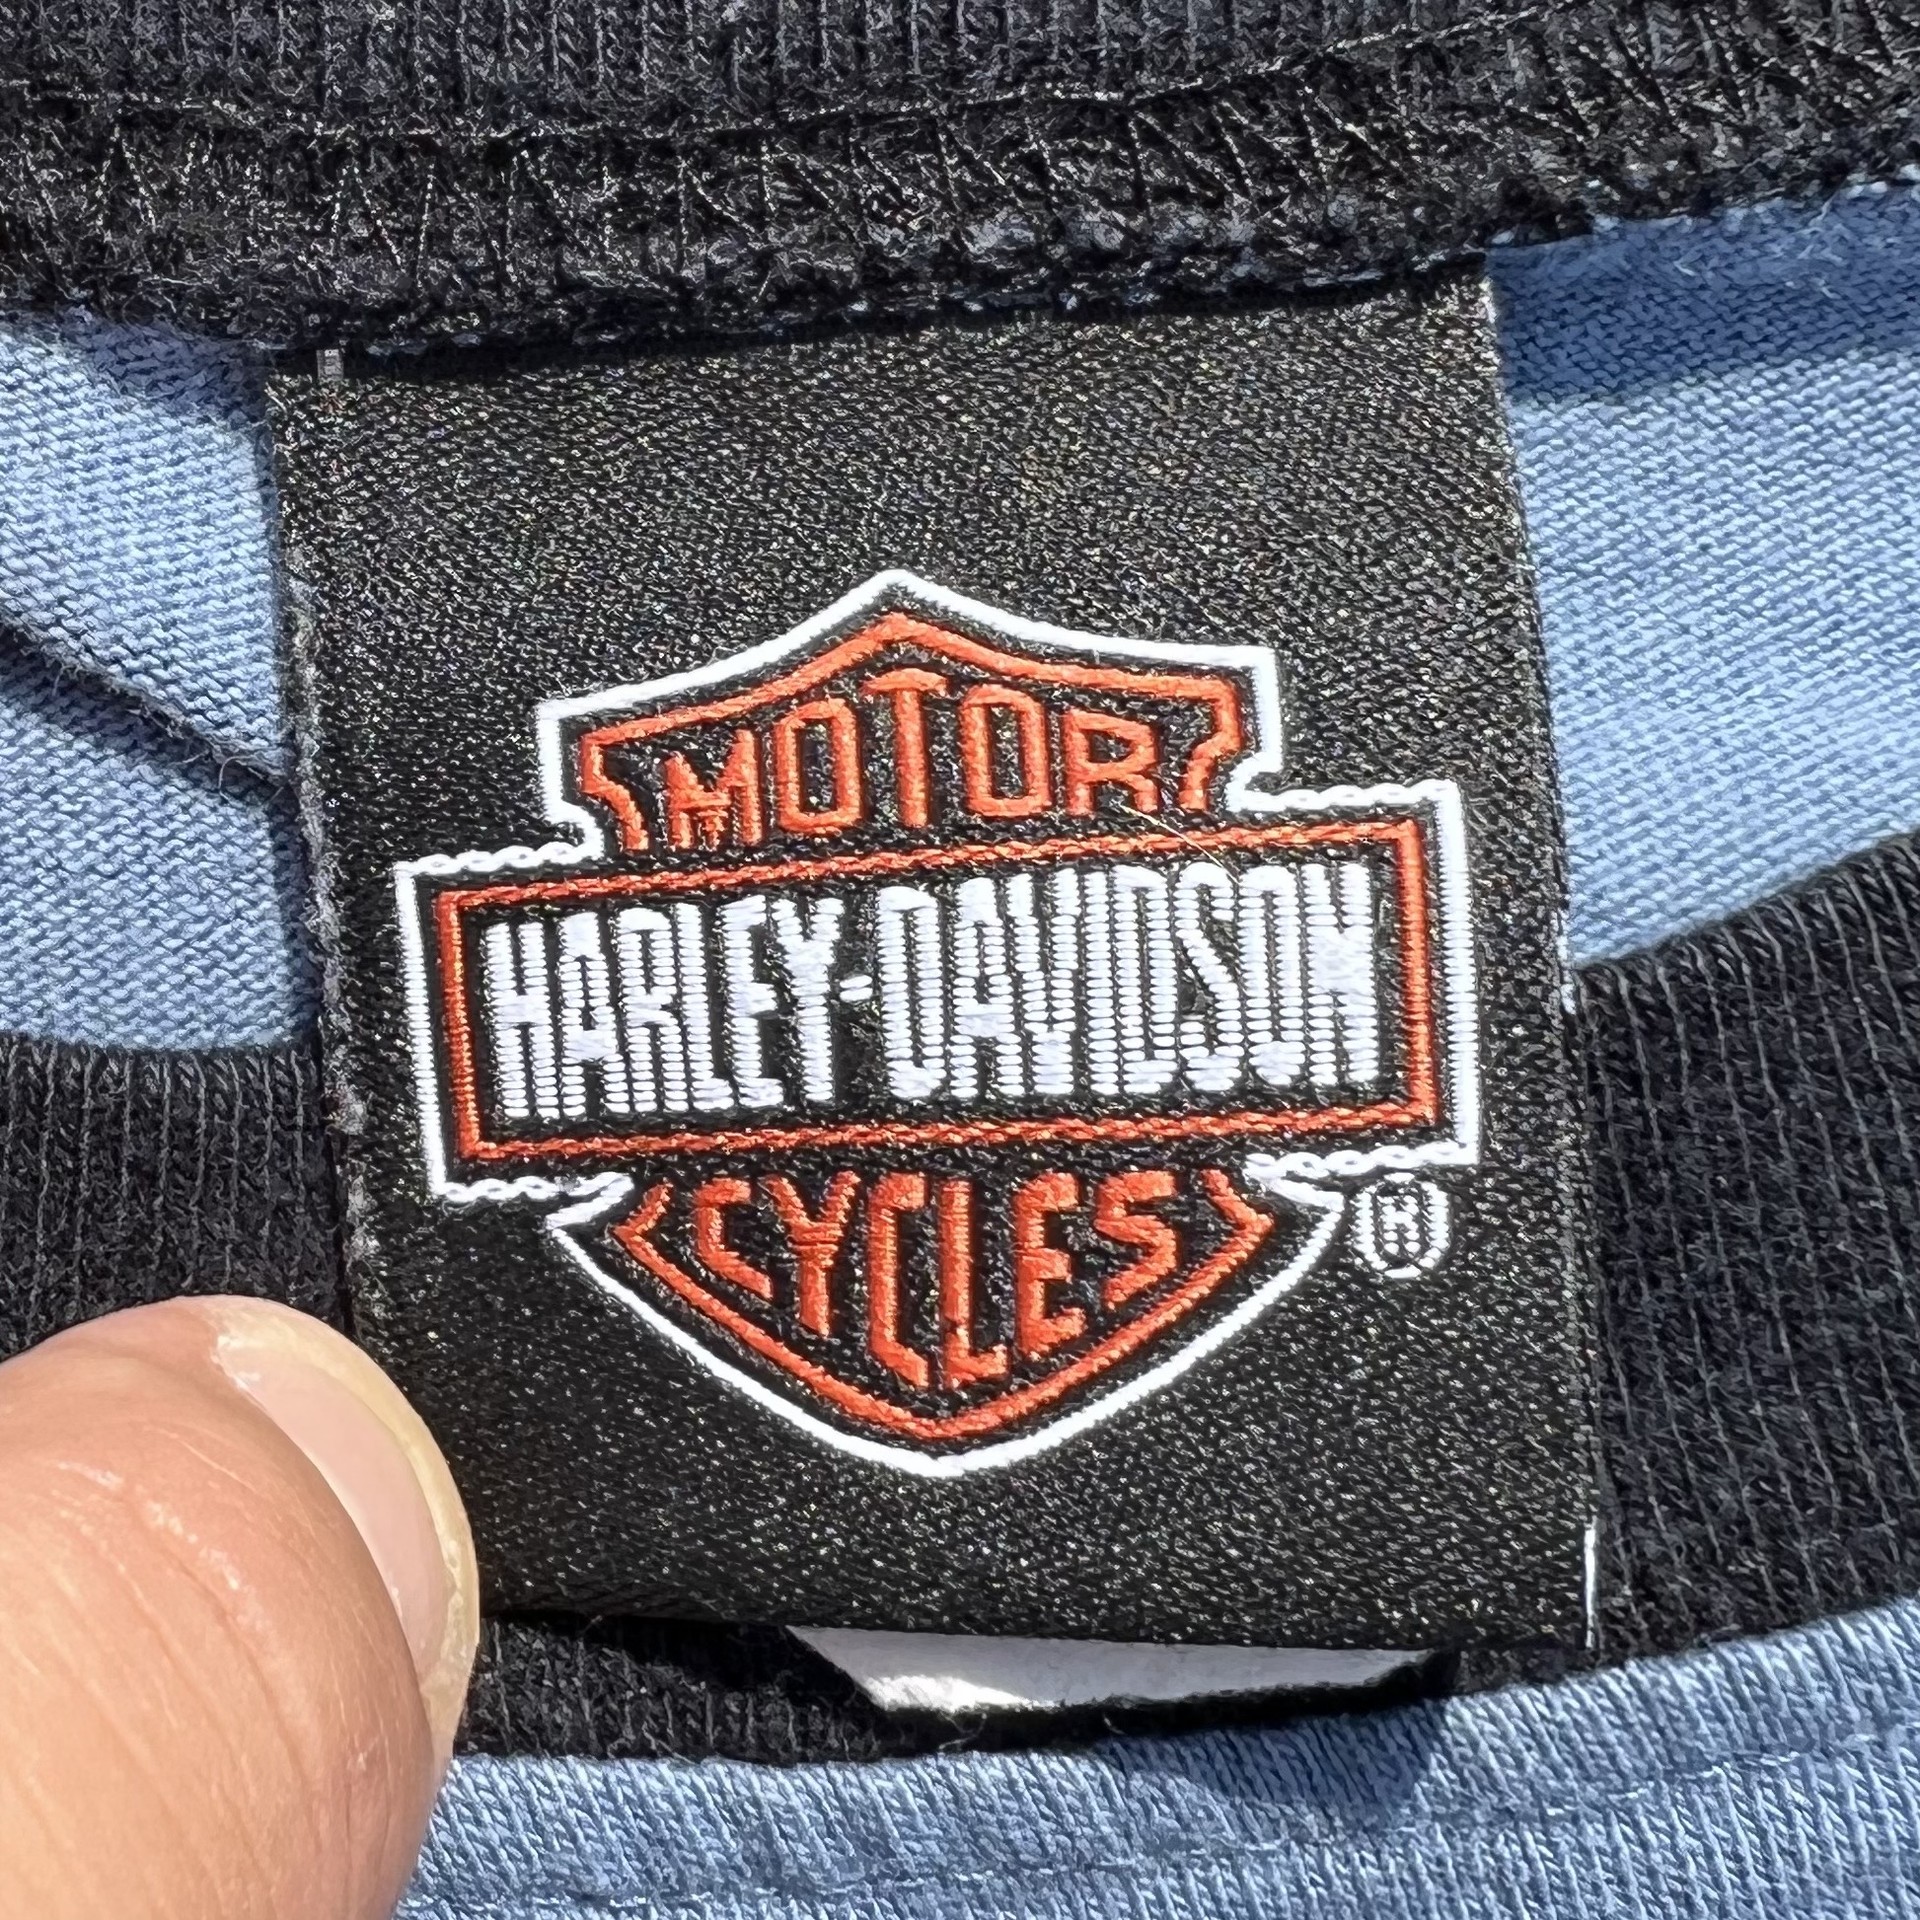 MOTOR
HARLEY-DAVIDSON
CYCLES
®